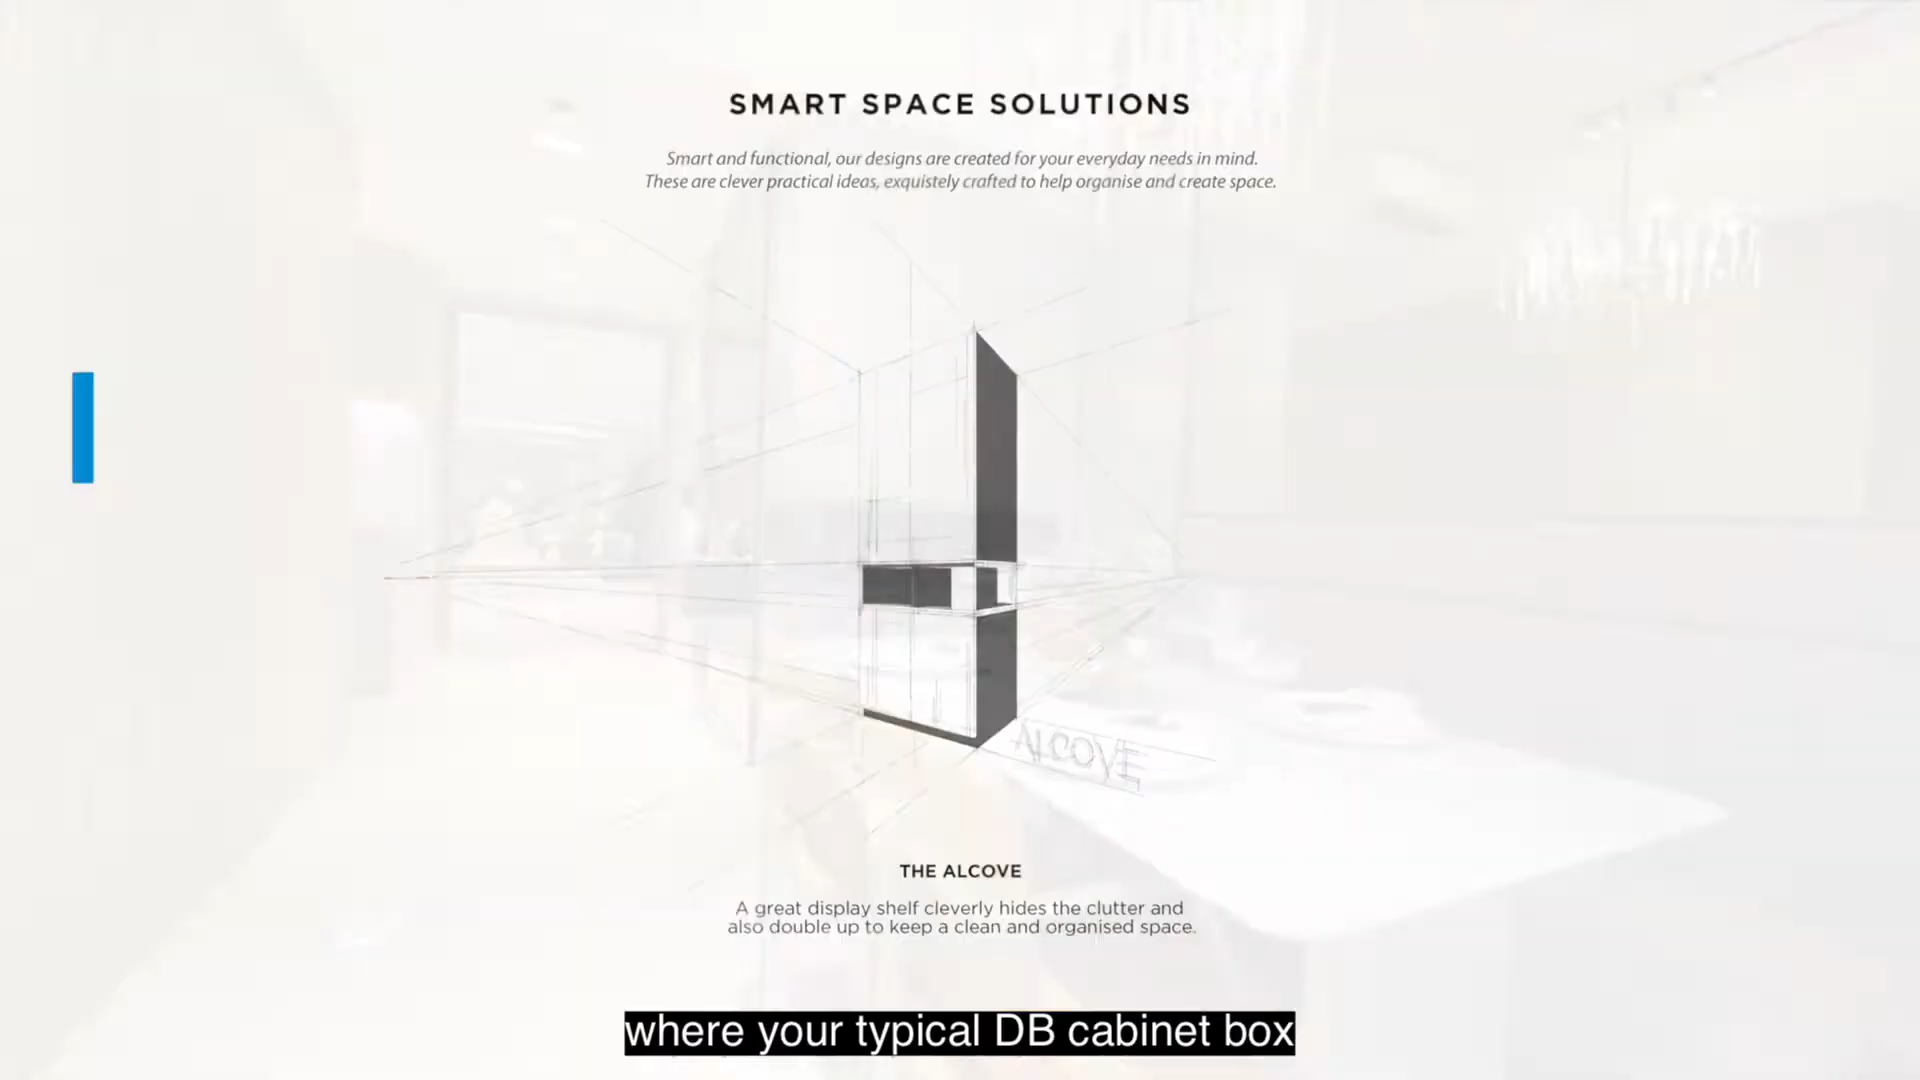 SMART SPACE SOLUTIONS
Smart and functional, our designs are created for your everyday needs in mind.
These are clever practical ideas, exquistely crafted to help organise and create space.
ALCOVE
THE ALCOVE
A great display shelf cleverly hides the clutter and
also double up to keep a clean and organised space.
where your typical DB cabinet box